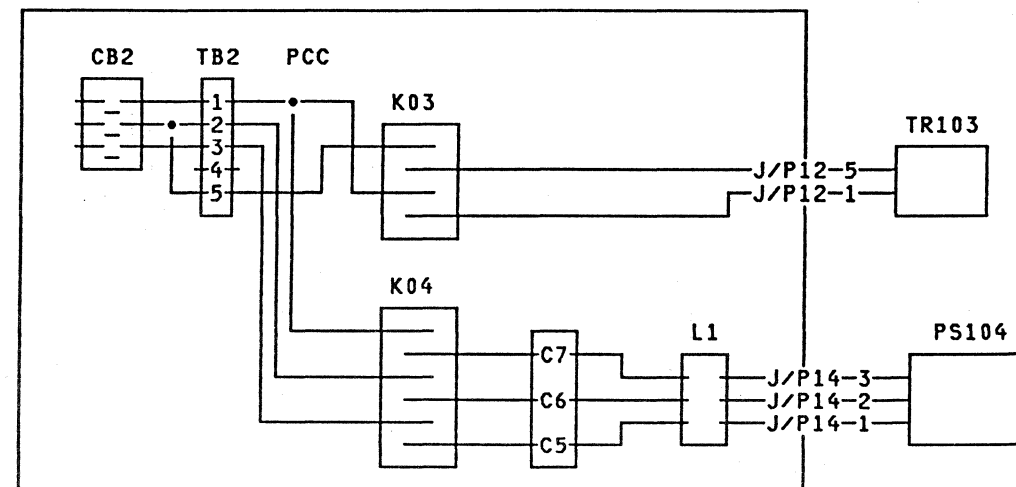 CB2 TB2 PCC
1
2
3
4
5
K03
TR103
J/P12-5
J/P12-1
K04
L1
PS104
C7
C6
C5
J/P14-3
J/P14-2
J/P14-1